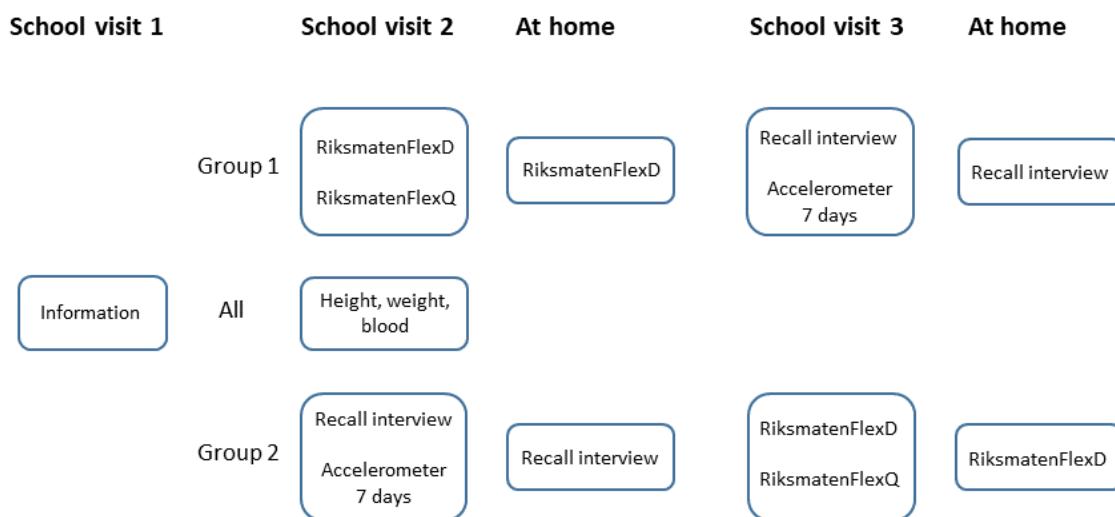 School visit 1
School visit 2
At home
School visit 3
At home
Group 1
RiksmatenFlexD
RiksmatenFlexQ
RiksmatenFlexD
Recall interview
Accelerometer
7 days
Recall interview
Information
All
Height, weight,
blood
Group 2
Recall interview
Accelerometer
7 days
Recall interview
RiksmatenFlexD
RiksmatenFlexQ
RiksmatenFlexD